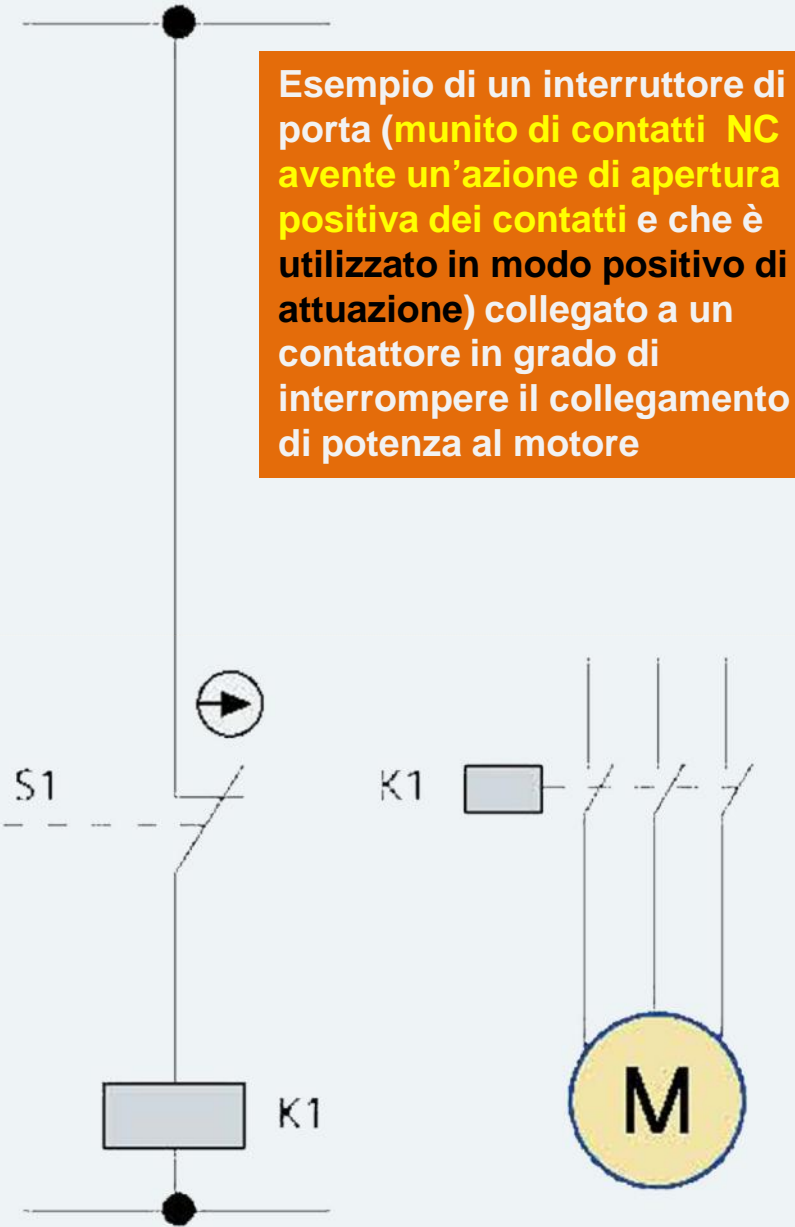 Esempio di un interruttore di
porta (munito di contatti NC
avente un’azione di apertura
positiva dei contatti e che è
utilizzato in modo positivo di
attuazione) collegato a un
contattore in grado di
interrompere il collegamento
di potenza al motore
S1
K1
K1
M